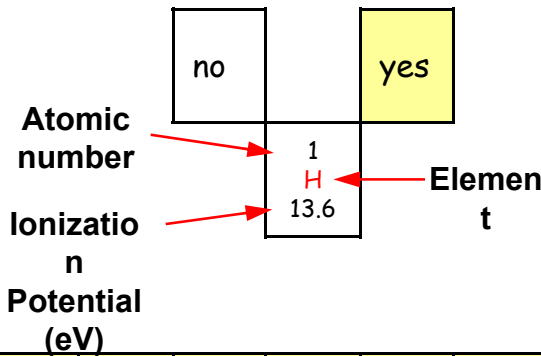 no
yes
Atomic
number
1
H
13.6
Elemen
t
Ionizatio
n
Potential
(eV)